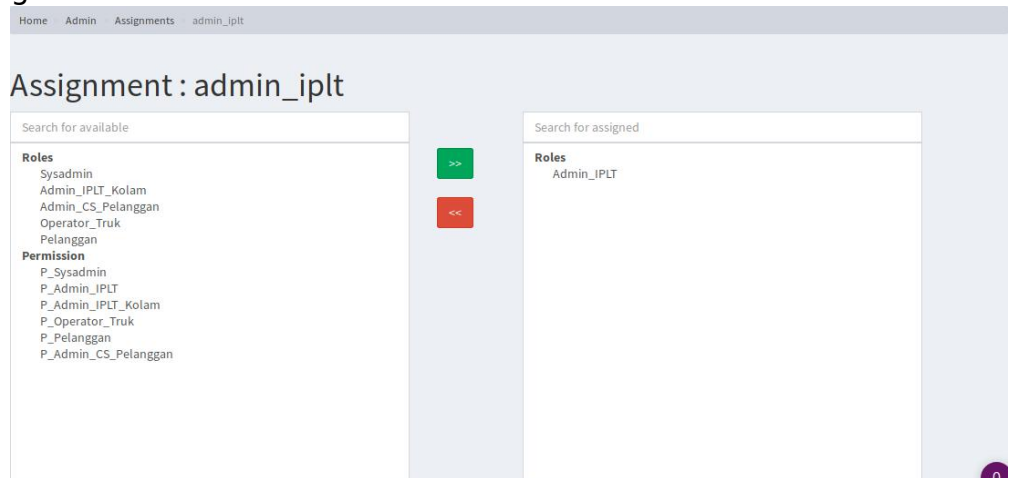 Home Admin Assignments admin_iplt
Assignment : admin_iplt
Search for available
Roles
Sysadmin
Admin_IPLT_Kolam
Admin_CS_Pelanggan
Operator_Truk
Pelanggan
Permission
P_Sysadmin
P_Admin_IPLT
P_Admin_IPLT_Kolam
P_Operator_Truk
P_Pelanggan
P_Admin_CS_Pelanggan
>>
<<
Search for assigned
Roles
Admin_IPLT